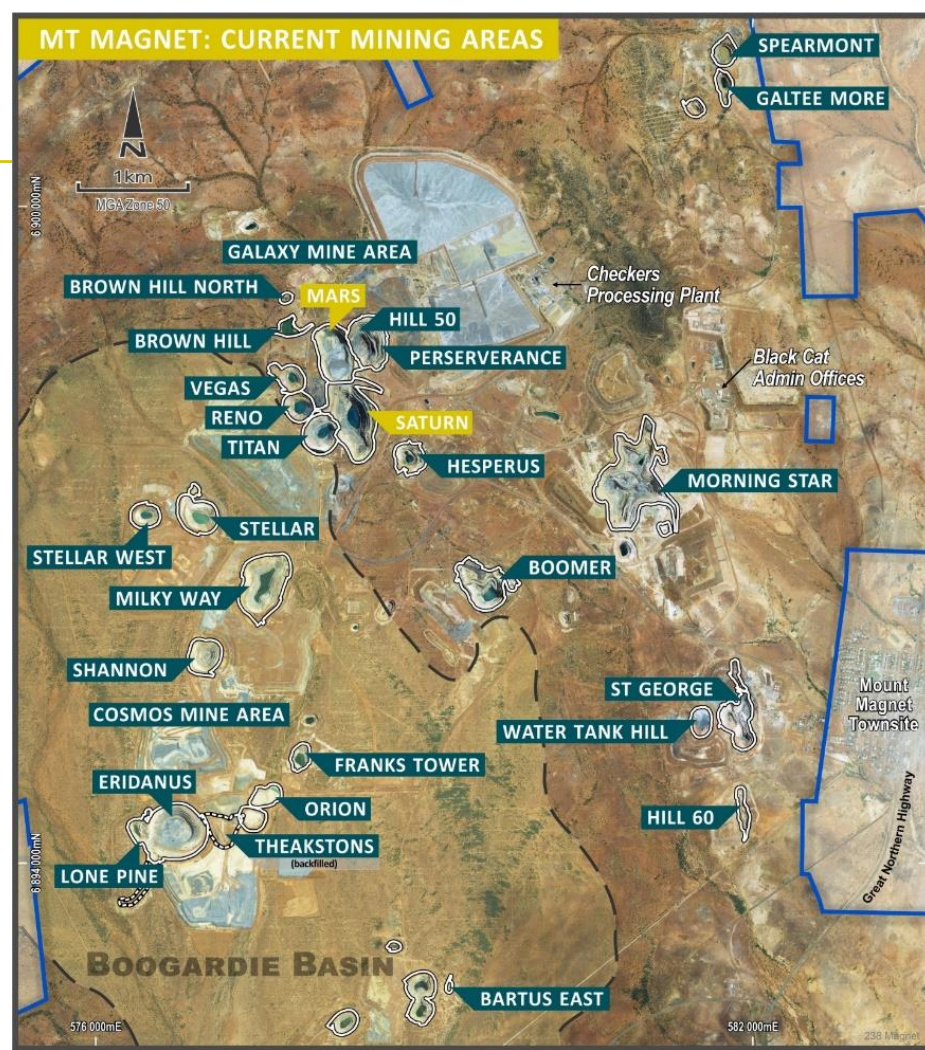 MT MAGNET: CURRENT MINING AREAS
SPEARMONT
GALTEE MORE
N
1km
MGA Zone 50
6 900 000mN
GALAXY MINE AREA
Checkers
Processing Plant
BROWN HILL NORTH
MARS
HILL 50
BROWN HILL
PERSERVERANCE
Black Cat
Admin Offices
VEGAS
RENO
SATURN
TITAN
HESPERUS
MORNING STAR
STELLAR
STELLAR WEST
BOOMER
MILKY WAY
SHANNON
ST GEORGE
Mount
Magnet
Townsite
COSMOS MINE AREA
WATER TANK HILL
FRANKS TOWER
ERIDANUS
ORION
HILL 60
THEAKSTONS
(backfilled)
LONE PINE
6 894 000mN
Great Northern Highway
BOOGARDIE BASIN
BARTUS EAST
576 000mE
582 000mE
238 Magnet